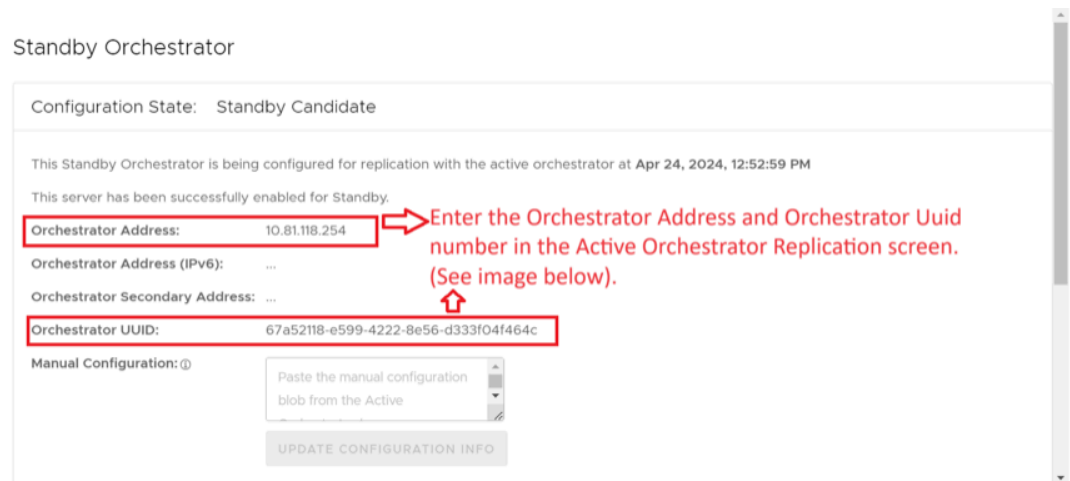 Standby Orchestrator
Configuration State: Standby Candidate
This Standby Orchestrator is being configured for replication with the active orchestrator at Apr 24, 2024, 12:52:59 PM
This server has been successfully enabled for Standby.
Orchestrator Address: 10.81.118.254
Enter the Orchestrator Address and Orchestrator Uuid
number in the Active Orchestrator Replication screen.
(See image below).
Orchestrator Address (IPv6): ...
Orchestrator Secondary Address: ...
Orchestrator UUID: 67a52118-e599-4222-8e56-d333f04f464c
Manual Configuration:
Paste the manual configuration
blob from the Active
UPDATE CONFIGURATION INFO